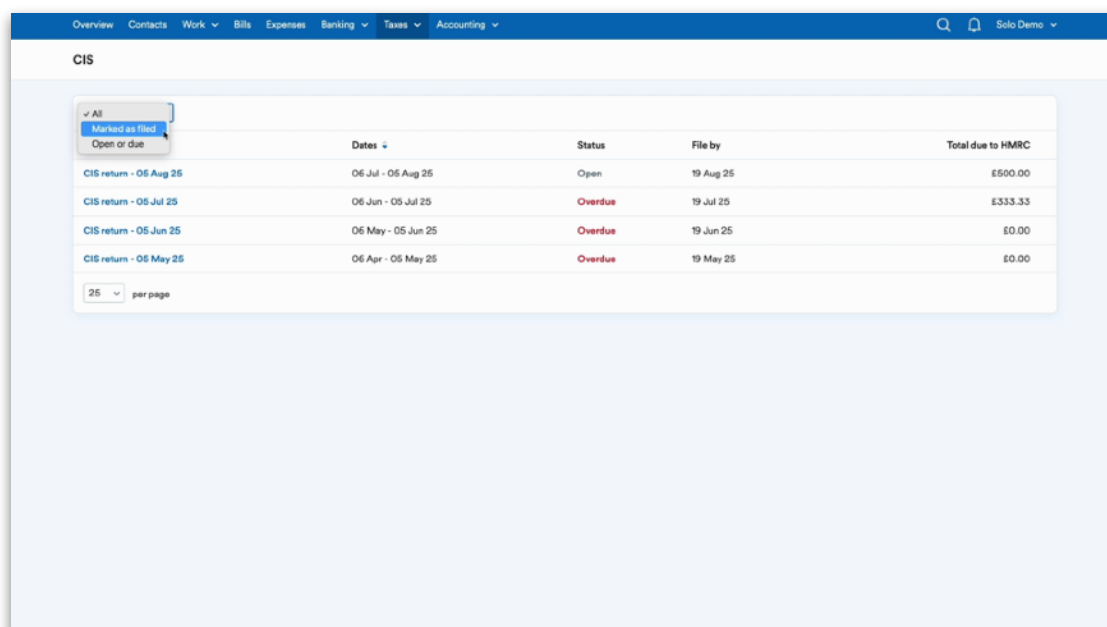 Overview Contacts Work Bills Expenses Banking Taxes Accounting Solo Demo
CIS
✓ All
Marked as filed
Open or due
Dates Status File by Total due to HMRC
CIS return - 05 Aug 25 06 Jul - 05 Aug 25 Open 19 Aug 25 £500.00
CIS return - 05 Jul 25 06 Jun - 05 Jul 25 Overdue 19 Jul 25 £333.33
CIS return - 05 Jun 25 06 May - 05 Jun 25 Overdue 19 Jun 25 £0.00
CIS return - 05 May 25 06 Apr - 05 May 25 Overdue 19 May 25 £0.00
25 per page